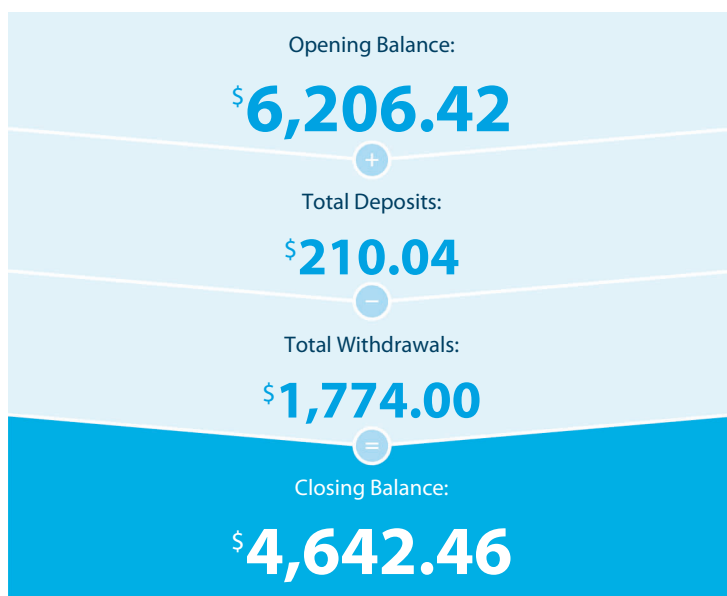 Opening Balance:
$6,206.42
+
Total Deposits:
$210.04
−
Total Withdrawals:
$1,774.00
=
Closing Balance:
$4,642.46